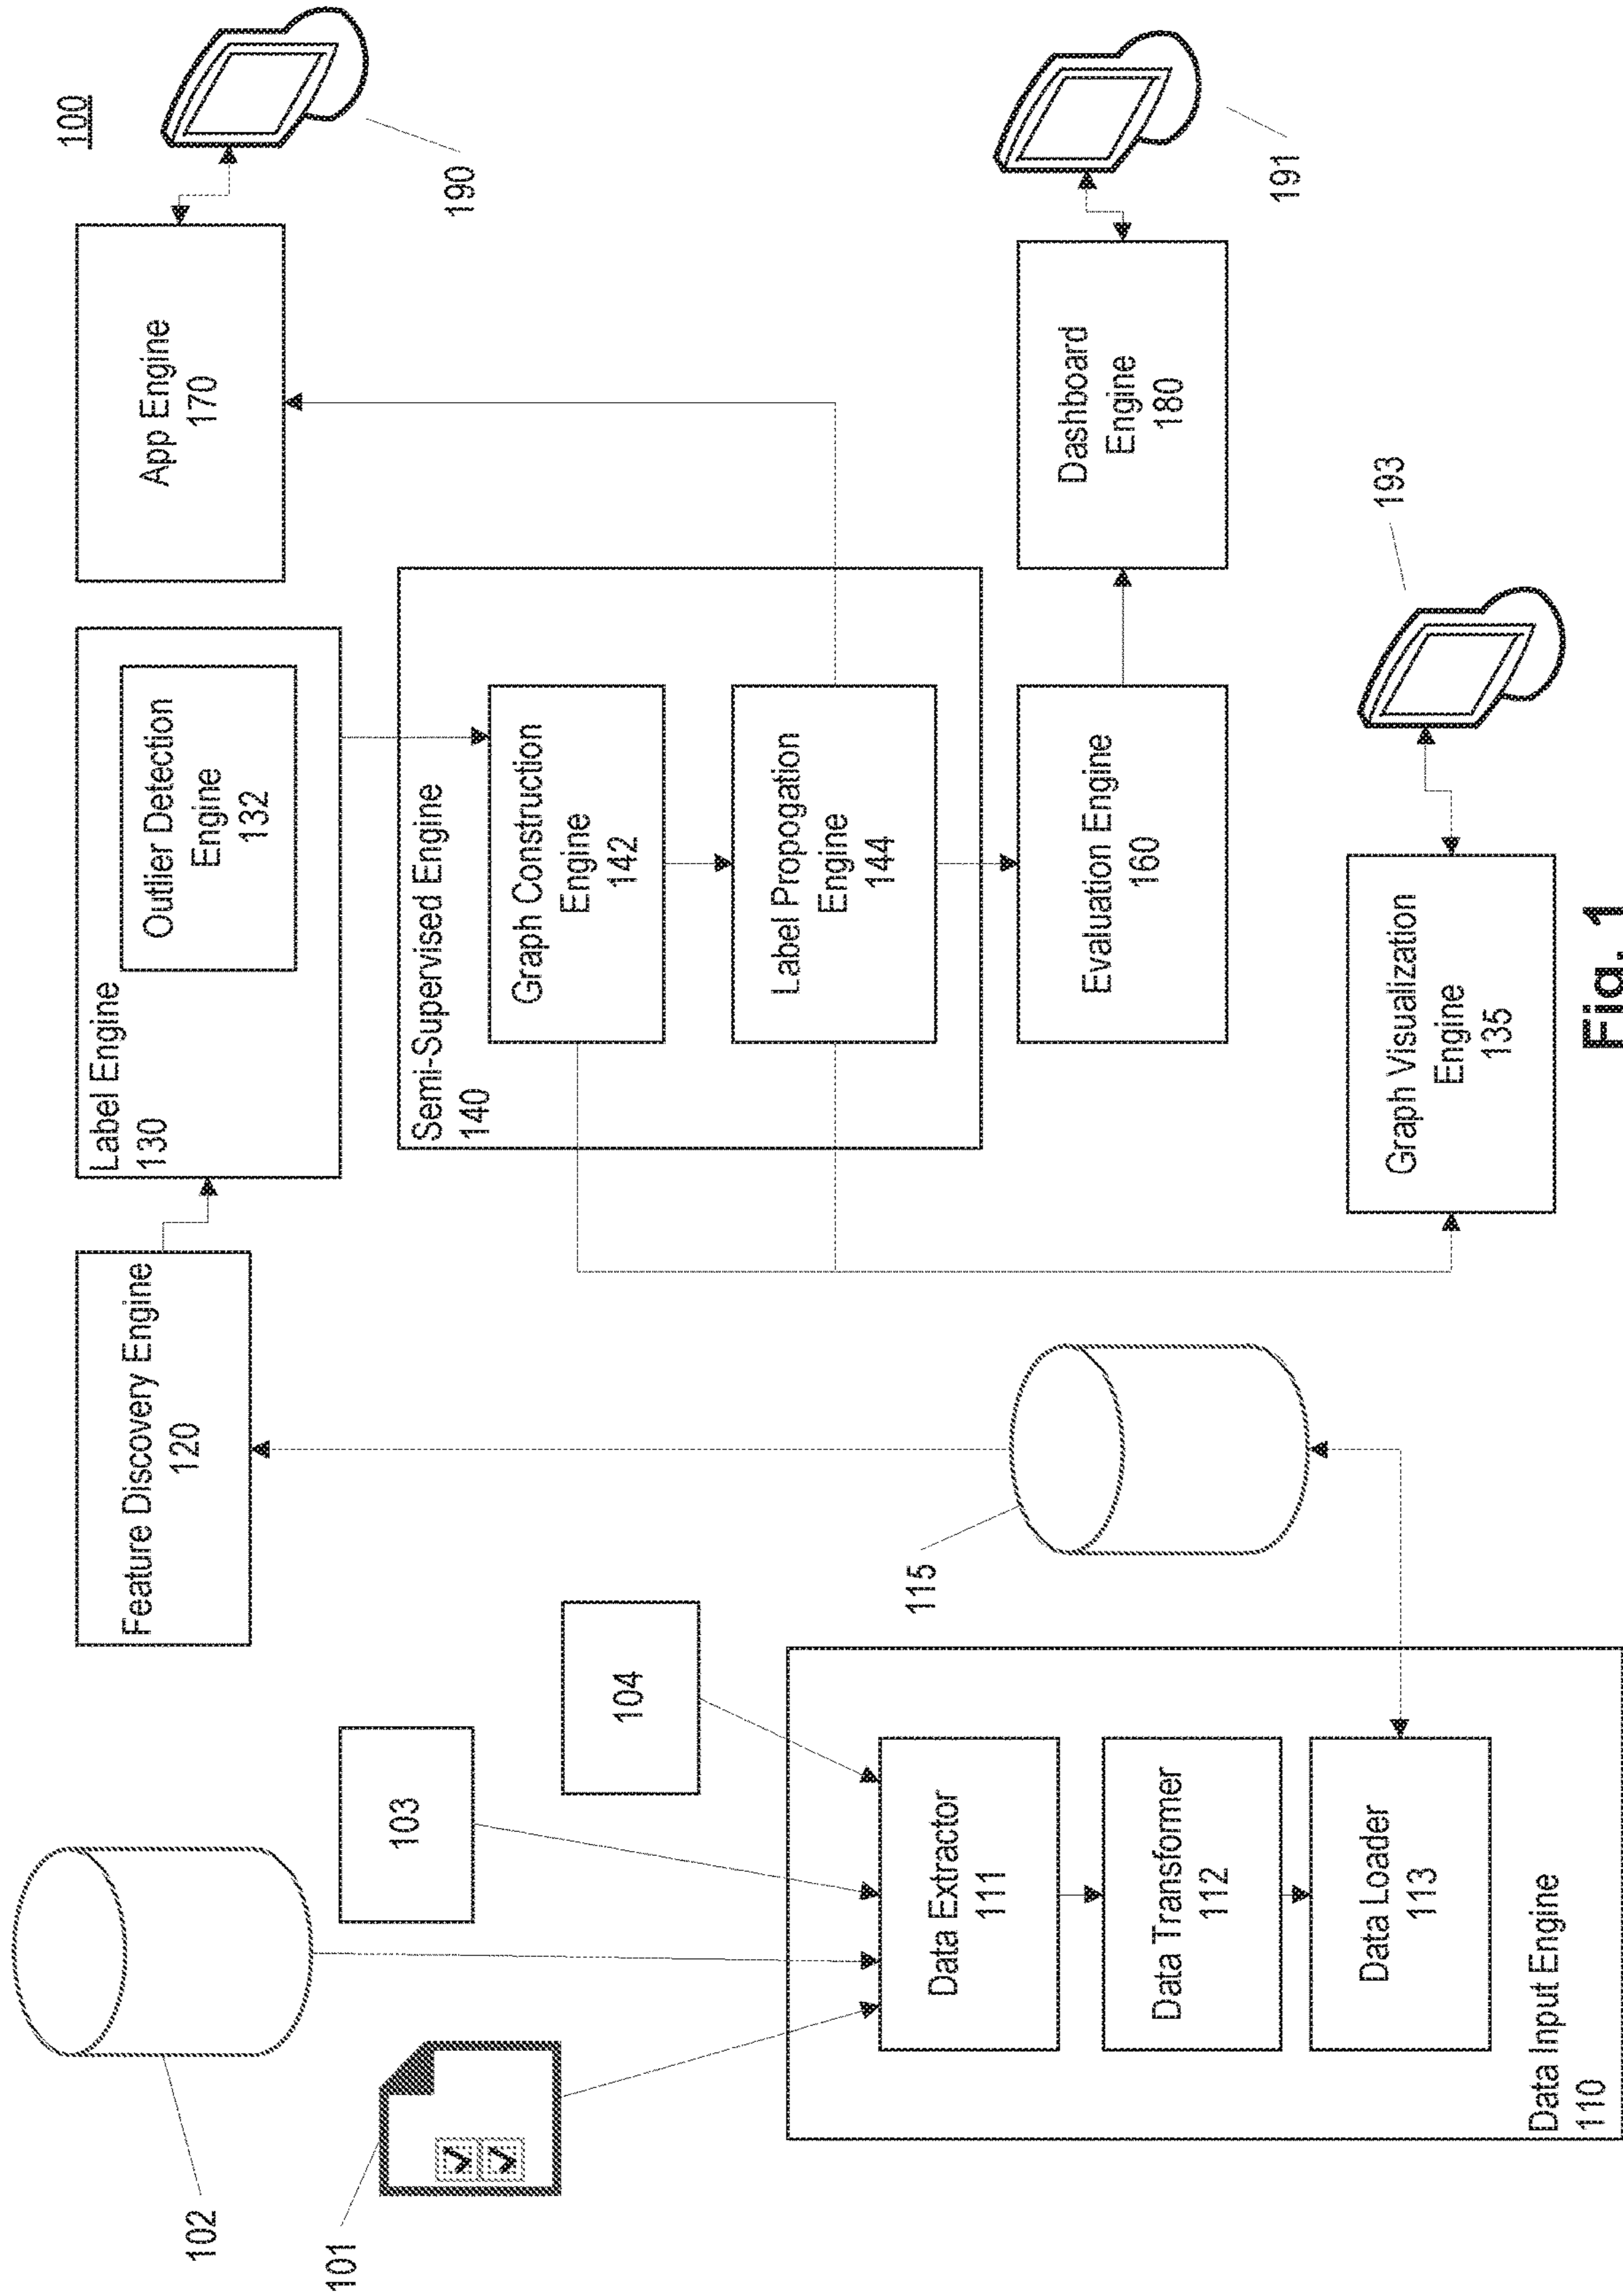 100
102
101
103
104
Data Extractor
111
Data Transformer
112
Data Loader
113
Data Input Engine
110
115
Feature Discovery Engine
120
Label Engine
130
Outlier Detection
Engine
132
Semi-Supervised Engine
140
Graph Construction
Engine
142
Label Propogation
Engine
144
Evaluation Engine
160
App Engine
170
190
Dashboard
Engine
180
191
Graph Visualization
Engine
135
193
Fig. 1